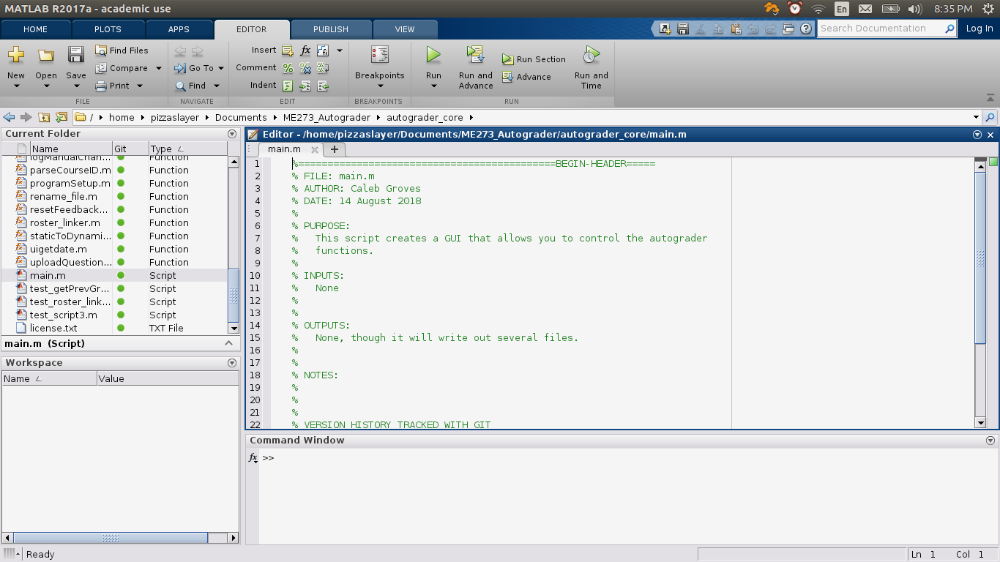 MATLAB R2017a - academic use
En
8:35 PM
HOME PLOTS APPS EDITOR PUBLISH VIEW
Search Documentation
Log In
New Open Save
Find Files
Compare
Print
FILE
Go To
Find
NAVIGATE
Insert
Comment
Indent
EDIT
Breakpoints
BREAKPOINTS
Run
Run and Advance
Run Section
Advance
Run and Time
RUN
/ home pizzaslayer Documents ME273_Autograder autograder_core
Current Folder
Name Git Type
logManualChan... Function
parseCourseID.m Function
programSetup.m Function
rename_file.m Function
resetFeedback... Function
roster_linker.m Function
staticToDynami... Function
uigetdate.m Function
uploadQuestion... Function
main.m Script
test_getPrevGr... Script
test_roster_link... Script
test_script3.m Script
license.txt TXT File
main.m (Script)
Workspace
Name Value
Editor - /home/pizzaslayer/Documents/ME273_Autograder/autograder_core/main.m
main.m
1 %============================================BEGIN-HEADER=====
2 % FILE: main.m
3 % AUTHOR: Caleb Groves
4 % DATE: 14 August 2018
5 %
6 % PURPOSE:
7 %   This script creates a GUI that allows you to control the autograder
8 %   functions.
9 %
10 % INPUTS:
11 %   None
12 %
13 %
14 % OUTPUTS:
15 %   None, though it will write out several files.
16 %
17 %
18 % NOTES:
19 %
20 %
21 %
22 % VERSION HISTORY TRACKED WITH GIT
Command Window
fx >>
Ready
Ln 1 Col 1